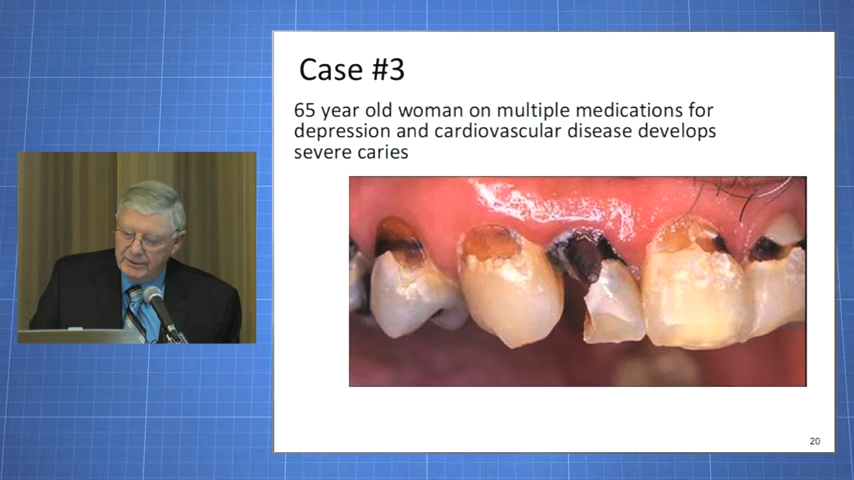 Case #3
65 year old woman on multiple medications for
depression and cardiovascular disease develops
severe caries
20